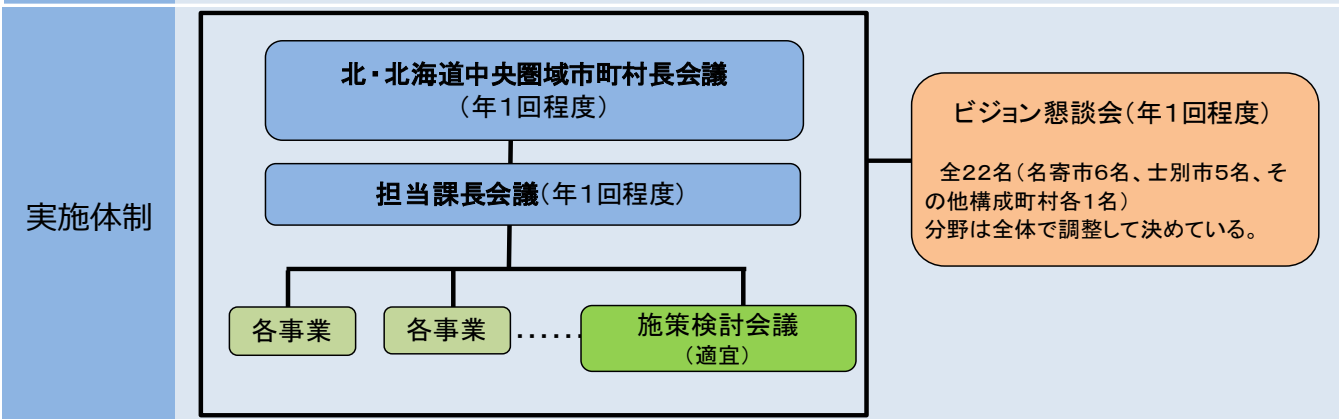 実施体制
北・北海道中央圏域市町村長会議
(年1回程度)
担当課長会議(年1回程度)
各事業
各事業
……
施策検討会議
(適宜)
ビジョン懇談会(年1回程度)
全22名(名寄市6名、士別市5名、そ
の他構成町村各1名)
分野は全体で調整して決めている。